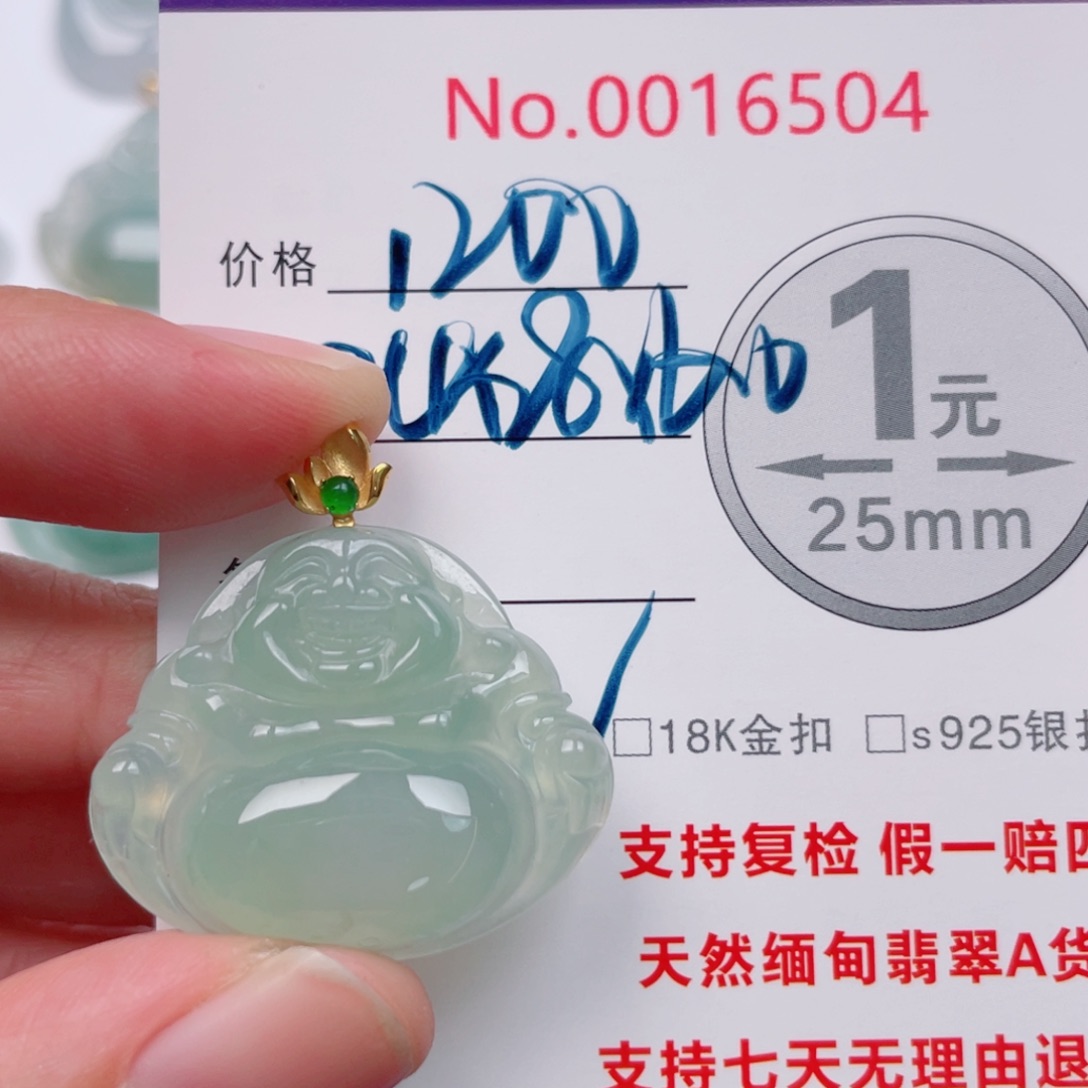 No.0016504
价格 1200
1元
25mm
□18K金扣 □s925银
支持复检 假一赔
天然缅甸翡翠A货
支持七天无理由退